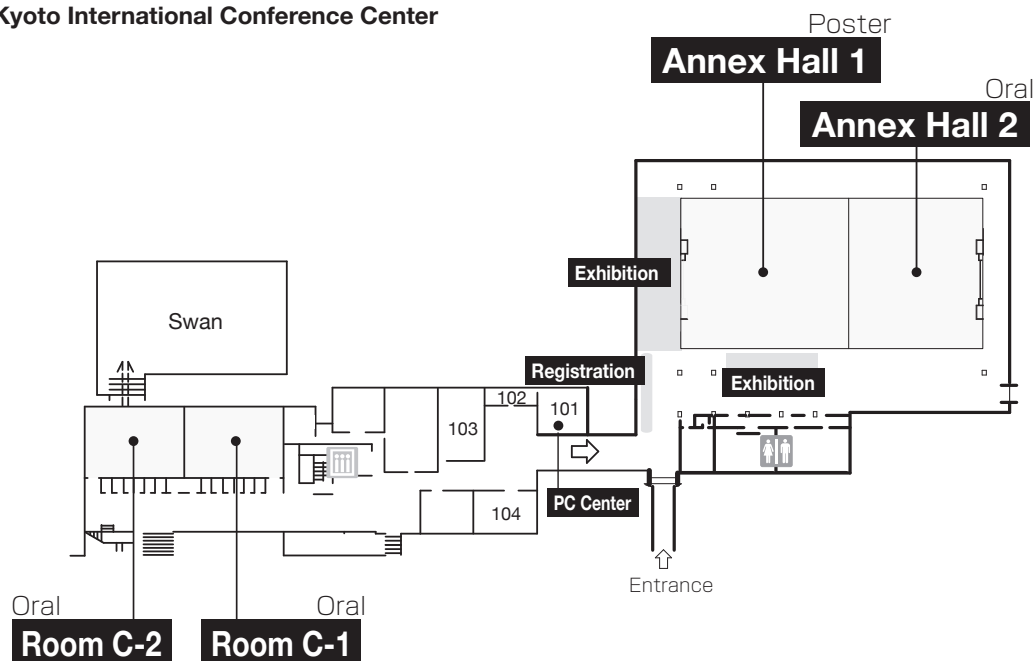 Kyoto International Conference Center
Poster
Annex Hall 1
Oral
Annex Hall 2
Exhibition
Swan
Registration
Exhibition
102
101
103
PC Center
104
Entrance
Oral
Room C-2
Oral
Room C-1